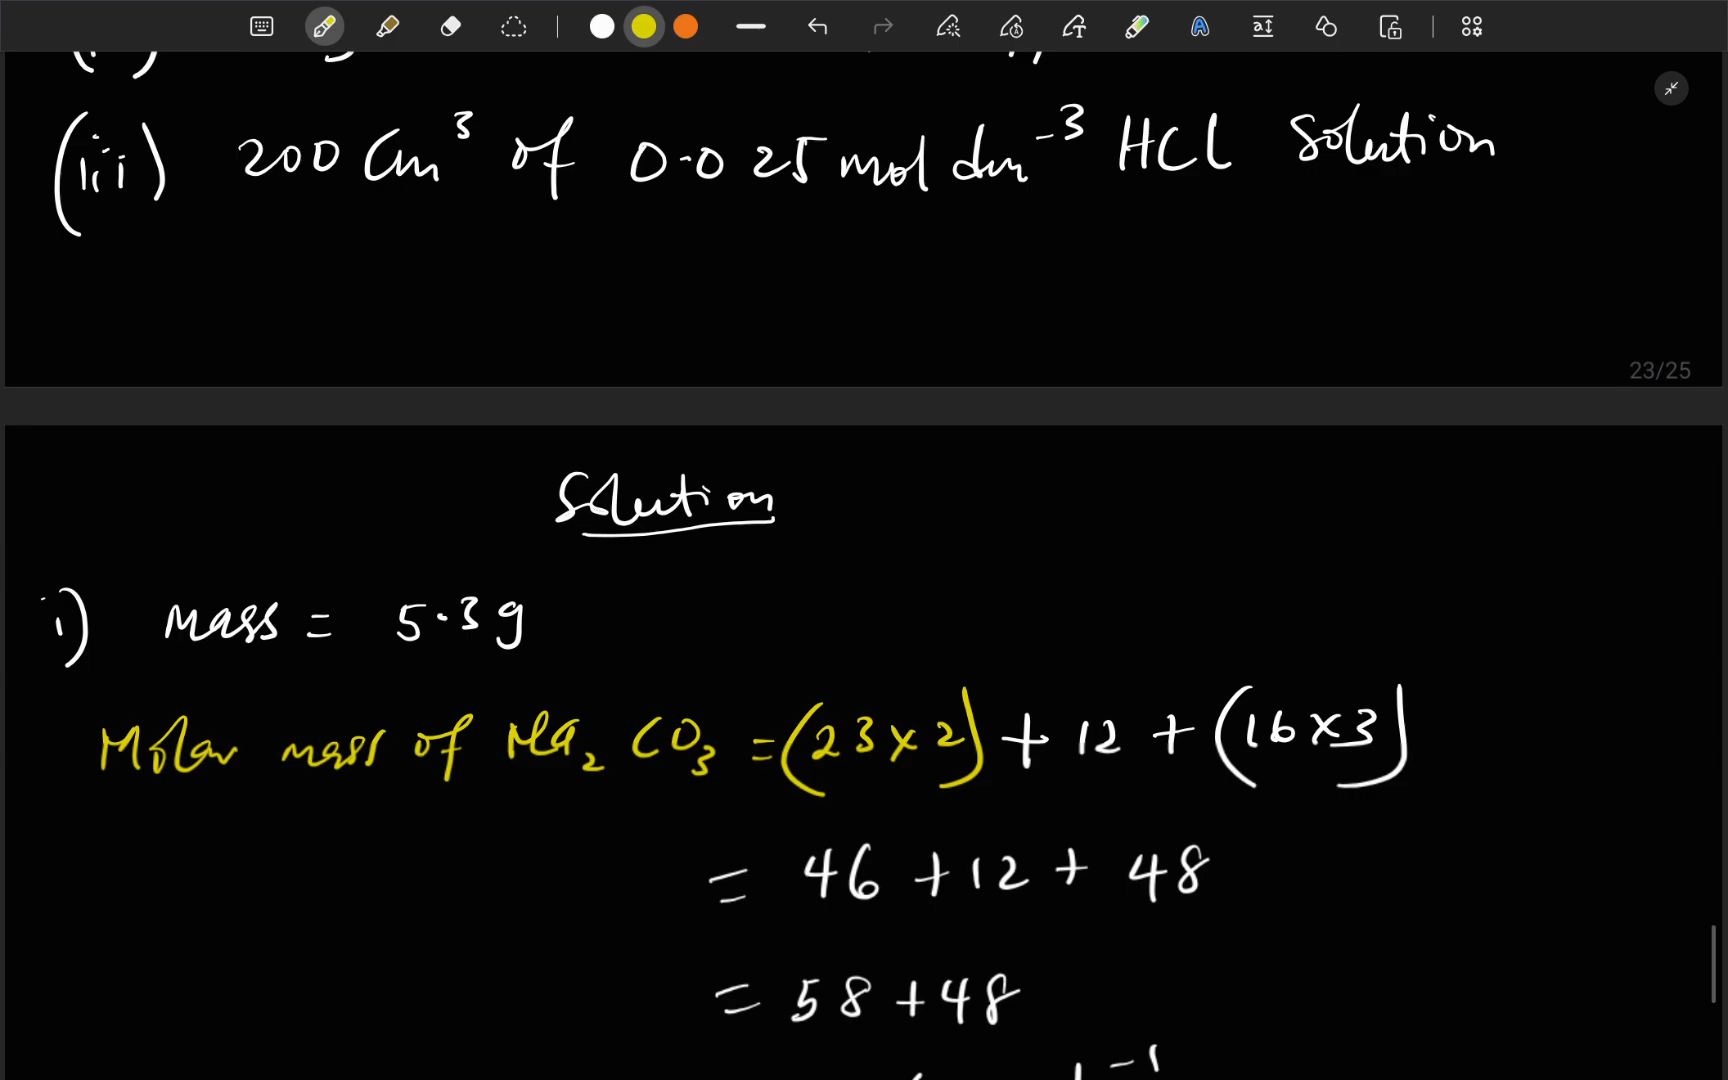 (iii) 200 Cm³ of 0.025 mol dm⁻³ HCl Solution
23/25
Solution
i) Mass = 5.3g
Molar mass of Na₂CO₃ = (23 × 2) + 12 + (16 × 3)
= 46 + 12 + 48
= 58 + 48